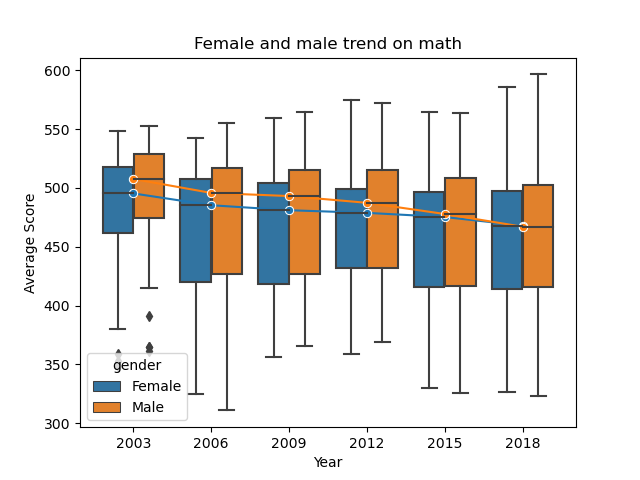 Female and male trend on math
Average Score
600
550
500
450
400
350
300
gender
Female
Male
2003 2006 2009 2012 2015 2018
Year